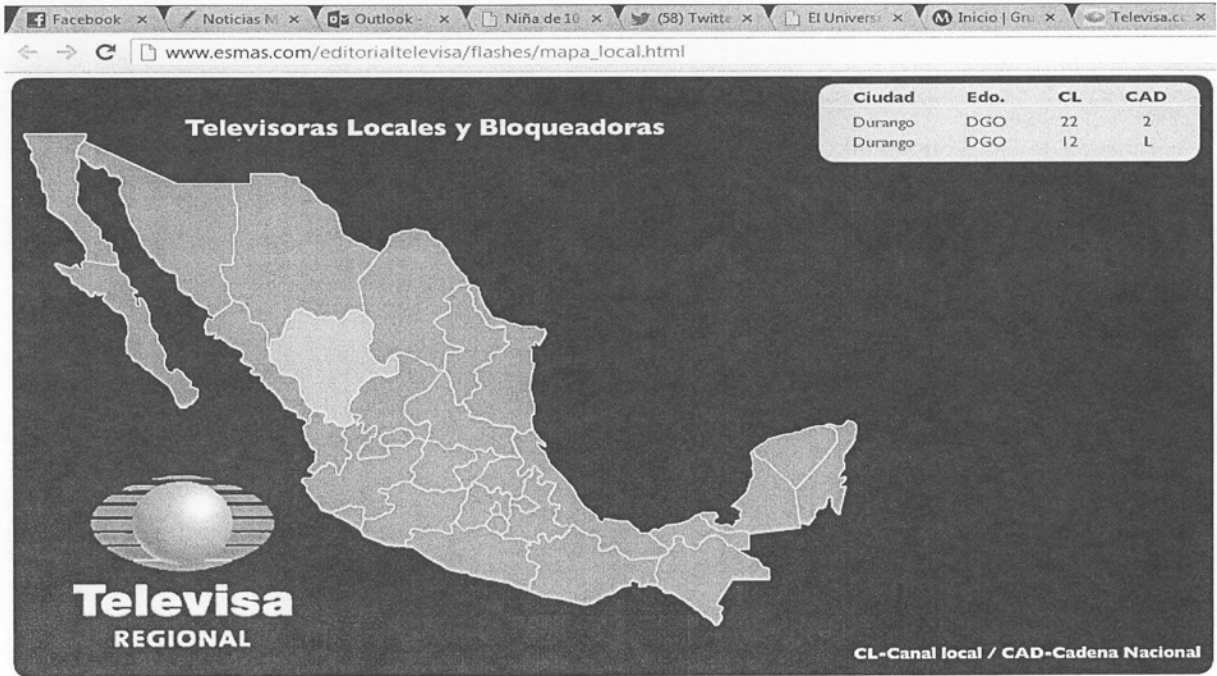 Facebook × Noticias M × Outlook - × Niña de 10 × (58) Twitte × El Universa × Inicio | Gru × Televisa.co ×
www.esmas.com/editorialtelevisa/flashes/mapa_local.html
Televisoras Locales y Bloqueadoras
Ciudad Edo. CL CAD
Durango DGO 22 2
Durango DGO 12 L
Televisa
REGIONAL
CL-Canal local / CAD-Cadena Nacional